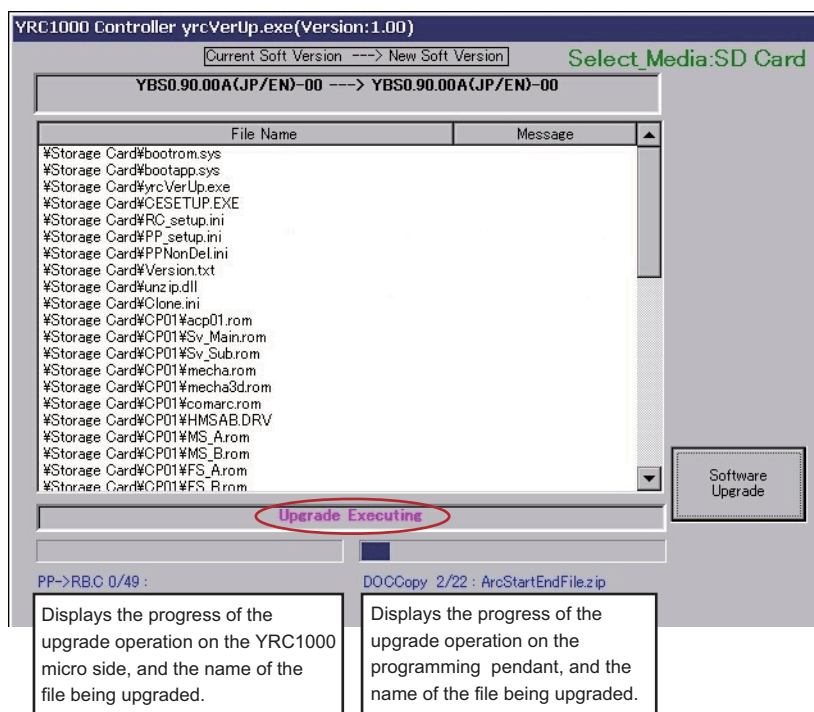 YRC1000 Controller yrcVerUp.exe(Version:1.00)
Current Soft Version ---> New Soft Version
Select_Media:SD Card
YBS0.90.00A(JP/EN)-00 ---> YBS0.90.00A(JP/EN)-00
File Name Message
¥Storage Card¥bootrom.sys
¥Storage Card¥bootapp.sys
¥Storage Card¥yrcVerUp.exe
¥Storage Card¥CESETUP.EXE
¥Storage Card¥RC_setup.ini
¥Storage Card¥PP_setup.ini
¥Storage Card¥PPNonDel.ini
¥Storage Card¥Version.txt
¥Storage Card¥unzip.dll
¥Storage Card¥Clone.ini
¥Storage Card¥CP01¥acp01.rom
¥Storage Card¥CP01¥Sv_Main.rom
¥Storage Card¥CP01¥Sv_Sub.rom
¥Storage Card¥CP01¥mecha.rom
¥Storage Card¥CP01¥mecha3d.rom
¥Storage Card¥CP01¥comarc.rom
¥Storage Card¥CP01¥HMSAB.DRV
¥Storage Card¥CP01¥MS_A.rom
¥Storage Card¥CP01¥MS_B.rom
¥Storage Card¥CP01¥FS_A.rom
¥Storage Card¥CP01¥FS_B.rom
Software
Upgrade
Upgrade Executing
PP->RB.C 0/49 :
DOCCopy 2/22 : ArcStartEndFile.zip
Displays the progress of the
upgrade operation on the YRC1000
micro side, and the name of the
file being upgraded.
Displays the progress of the
upgrade operation on the
programming pendant, and the
name of the file being upgraded.